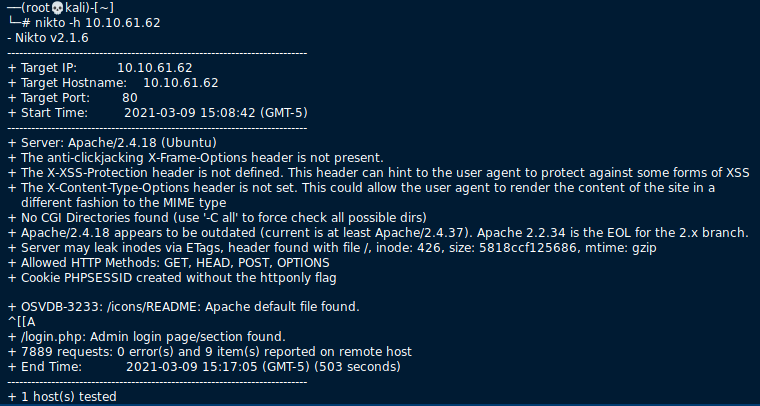 ──(root💀kali)-[~]
└─# nikto -h 10.10.61.62
- Nikto v2.1.6
---------------------------------------------------------------------------
+ Target IP:          10.10.61.62
+ Target Hostname:    10.10.61.62
+ Target Port:        80
+ Start Time:         2021-03-09 15:08:42 (GMT-5)
---------------------------------------------------------------------------
+ Server: Apache/2.4.18 (Ubuntu)
+ The anti-clickjacking X-Frame-Options header is not present.
+ The X-XSS-Protection header is not defined. This header can hint to the user agent to protect against some forms of XSS
+ The X-Content-Type-Options header is not set. This could allow the user agent to render the content of the site in a
different fashion to the MIME type
+ No CGI Directories found (use '-C all' to force check all possible dirs)
+ Apache/2.4.18 appears to be outdated (current is at least Apache/2.4.37). Apache 2.2.34 is the EOL for the 2.x branch.
+ Server may leak inodes via ETags, header found with file /, inode: 426, size: 5818ccf125686, mtime: gzip
+ Allowed HTTP Methods: GET, HEAD, POST, OPTIONS
+ Cookie PHPSESSID created without the httponly flag
+ OSVDB-3233: /icons/README: Apache default file found.
^[[A
+ /login.php: Admin login page/section found.
+ 7889 requests: 0 error(s) and 9 item(s) reported on remote host
+ End Time:           2021-03-09 15:17:05 (GMT-5) (503 seconds)
---------------------------------------------------------------------------
+ 1 host(s) tested